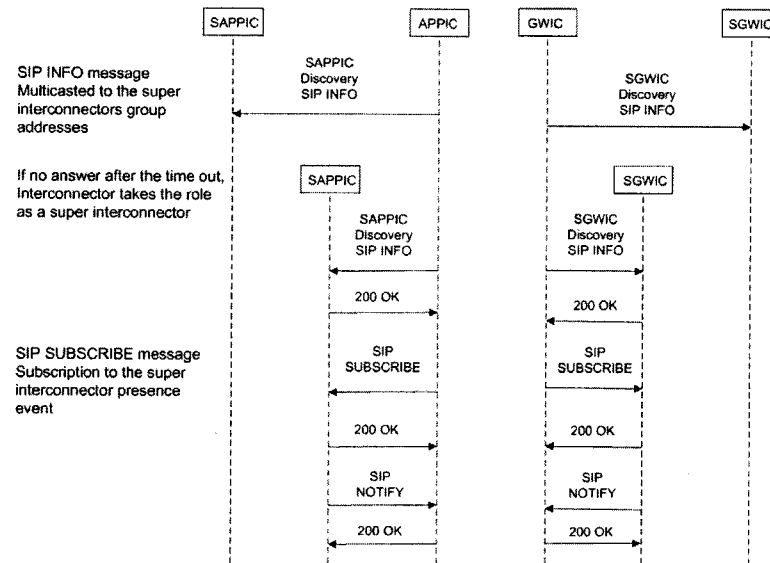 SAPPIC
APPIC
GWIC
SGWIC
SIP INFO message
Multicasted to the super
interconnectors group
addresses
SAPPIC
Discovery
SIP INFO
SGWIC
Discovery
SIP INFO
If no answer after the time out,
Interconnector takes the role
as a super interconnector
SAPPIC
SGWIC
SAPPIC
Discovery
SIP INFO
SGWIC
Discovery
SIP INFO
200 OK
200 OK
SIP SUBSCRIBE message
Subscription to the super
interconnector presence
event
SIP
SUBSCRIBE
SIP
SUBSCRIBE
200 OK
200 OK
SIP
NOTIFY
SIP
NOTIFY
200 OK
200 OK